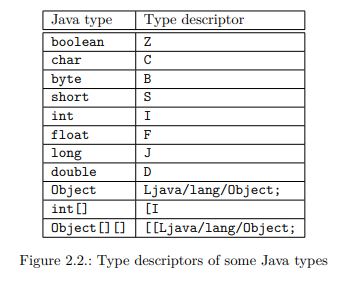 Java type Type descriptor
boolean Z
char C
byte B
short S
int I
float F
long J
double D
Object Ljava/lang/Object;
int[] [I
Object[][] [[Ljava/lang/Object;
Figure 2.2.: Type descriptors of some Java types